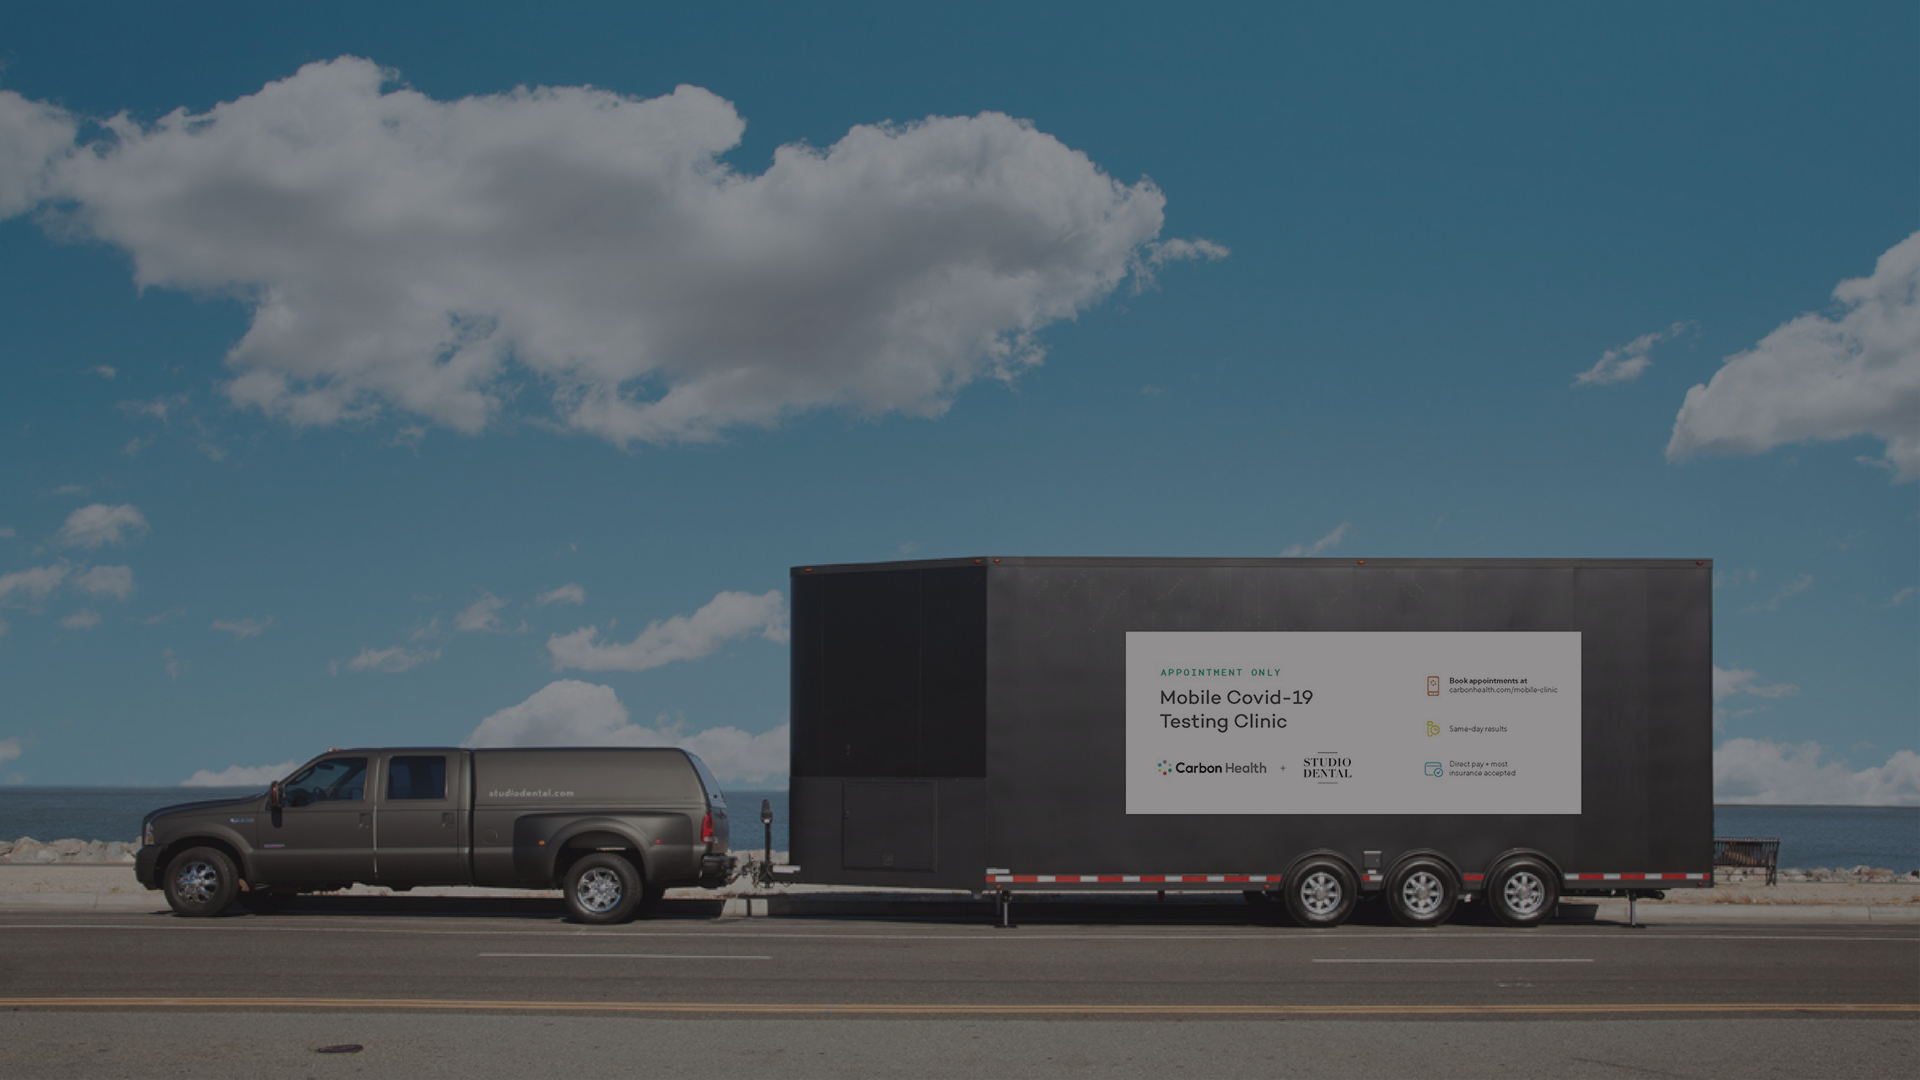 studiodental.com
APPOINTMENT ONLY
Mobile Covid-19
Testing Clinic
Carbon Health + STUDIO
DENTAL
Book appointments at
carbonhealth.com/mobile-clinic
Same-day results
Direct pay + most
insurance accepted